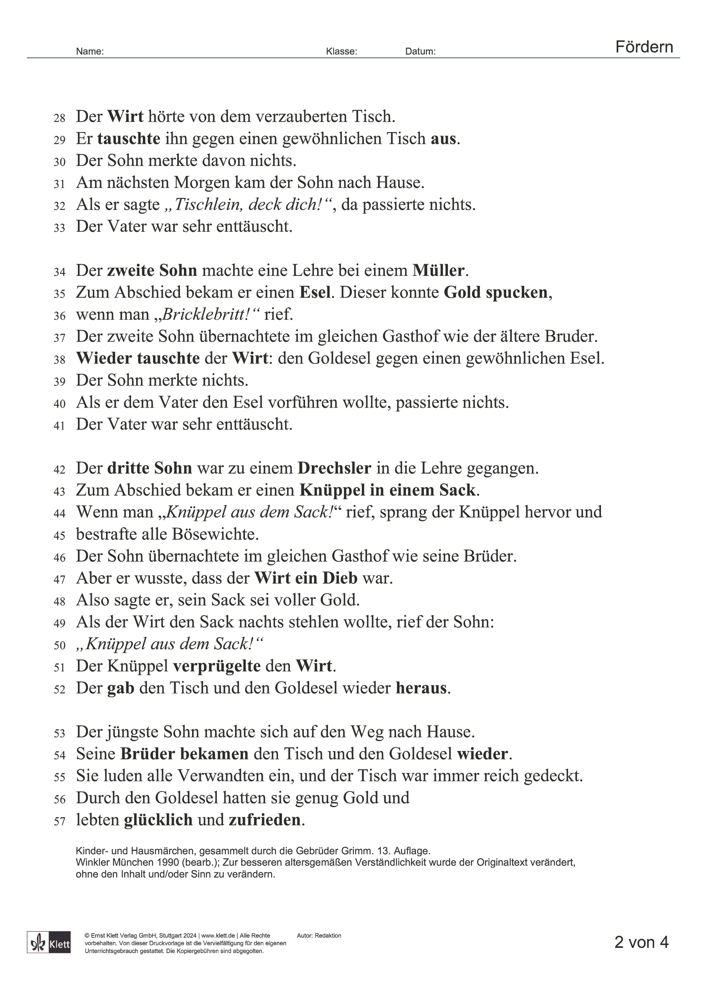 Name: Klasse: Datum: Fördern
28 Der Wirt hörte von dem verzauberten Tisch.
29 Er tauschte ihn gegen einen gewöhnlichen Tisch aus.
30 Der Sohn merkte davon nichts.
31 Am nächsten Morgen kam der Sohn nach Hause.
32 Als er sagte „Tischlein, deck dich!“, da passierte nichts.
33 Der Vater war sehr enttäuscht.
34 Der zweite Sohn machte eine Lehre bei einem Müller.
35 Zum Abschied bekam er einen Esel. Dieser konnte Gold spucken,
36 wenn man „Bricklebritt!“ rief.
37 Der zweite Sohn übernachtete im gleichen Gasthof wie der ältere Bruder.
38 Wieder tauschte der Wirt: den Goldesel gegen einen gewöhnlichen Esel.
39 Der Sohn merkte nichts.
40 Als er dem Vater den Esel vorführen wollte, passierte nichts.
41 Der Vater war sehr enttäuscht.
42 Der dritte Sohn war zu einem Drechsler in die Lehre gegangen.
43 Zum Abschied bekam er einen Knüppel in einem Sack.
44 Wenn man „Knüppel aus dem Sack!“ rief, sprang der Knüppel hervor und
45 bestrafte alle Bösewichte.
46 Der Sohn übernachtete im gleichen Gasthof wie seine Brüder.
47 Aber er wusste, dass der Wirt ein Dieb war.
48 Also sagte er, sein Sack sei voller Gold.
49 Als der Wirt den Sack nachts stehlen wollte, rief der Sohn:
50 „Knüppel aus dem Sack!“
51 Der Knüppel verprügelte den Wirt.
52 Der gab den Tisch und den Goldesel wieder heraus.
53 Der jüngste Sohn machte sich auf den Weg nach Hause.
54 Seine Brüder bekamen den Tisch und den Goldesel wieder.
55 Sie luden alle Verwandten ein, und der Tisch war immer reich gedeckt.
56 Durch den Goldesel hatten sie genug Gold und
57 lebten glücklich und zufrieden.
Kinder- und Hausmärchen, gesammelt durch die Gebrüder Grimm. 13. Auflage.
Winkler München 1990 (bearb.); Zur besseren altersgemäßen Verständlichkeit wurde der Originaltext verändert,
ohne den Inhalt und/oder Sinn zu verändern.
Klett
© Ernst Klett Verlag GmbH, Stuttgart 2024 | www.klett.de | Alle Rechte
vorbehalten. Von dieser Druckvorlage ist die Vervielfältigung für den eigenen
Unterrichtsgebrauch gestattet. Die Kopiergebühren sind abgegolten.
Autor: Redaktion
2 von 4